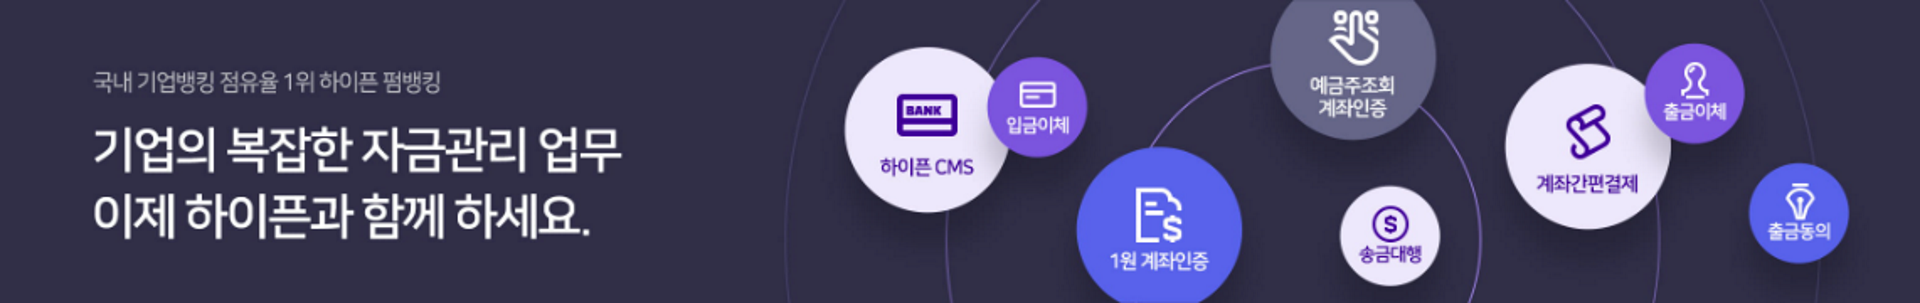 국내 기업뱅킹 점유율 1위 하이픈 펌뱅킹
기업의 복잡한 자금관리 업무
이제 하이픈과 함께 하세요.
BANK
하이픈 CMS
입금이체
1원 계좌인증
예금주조회
계좌인증
송금대행
계좌간편결제
출금이체
출금동의